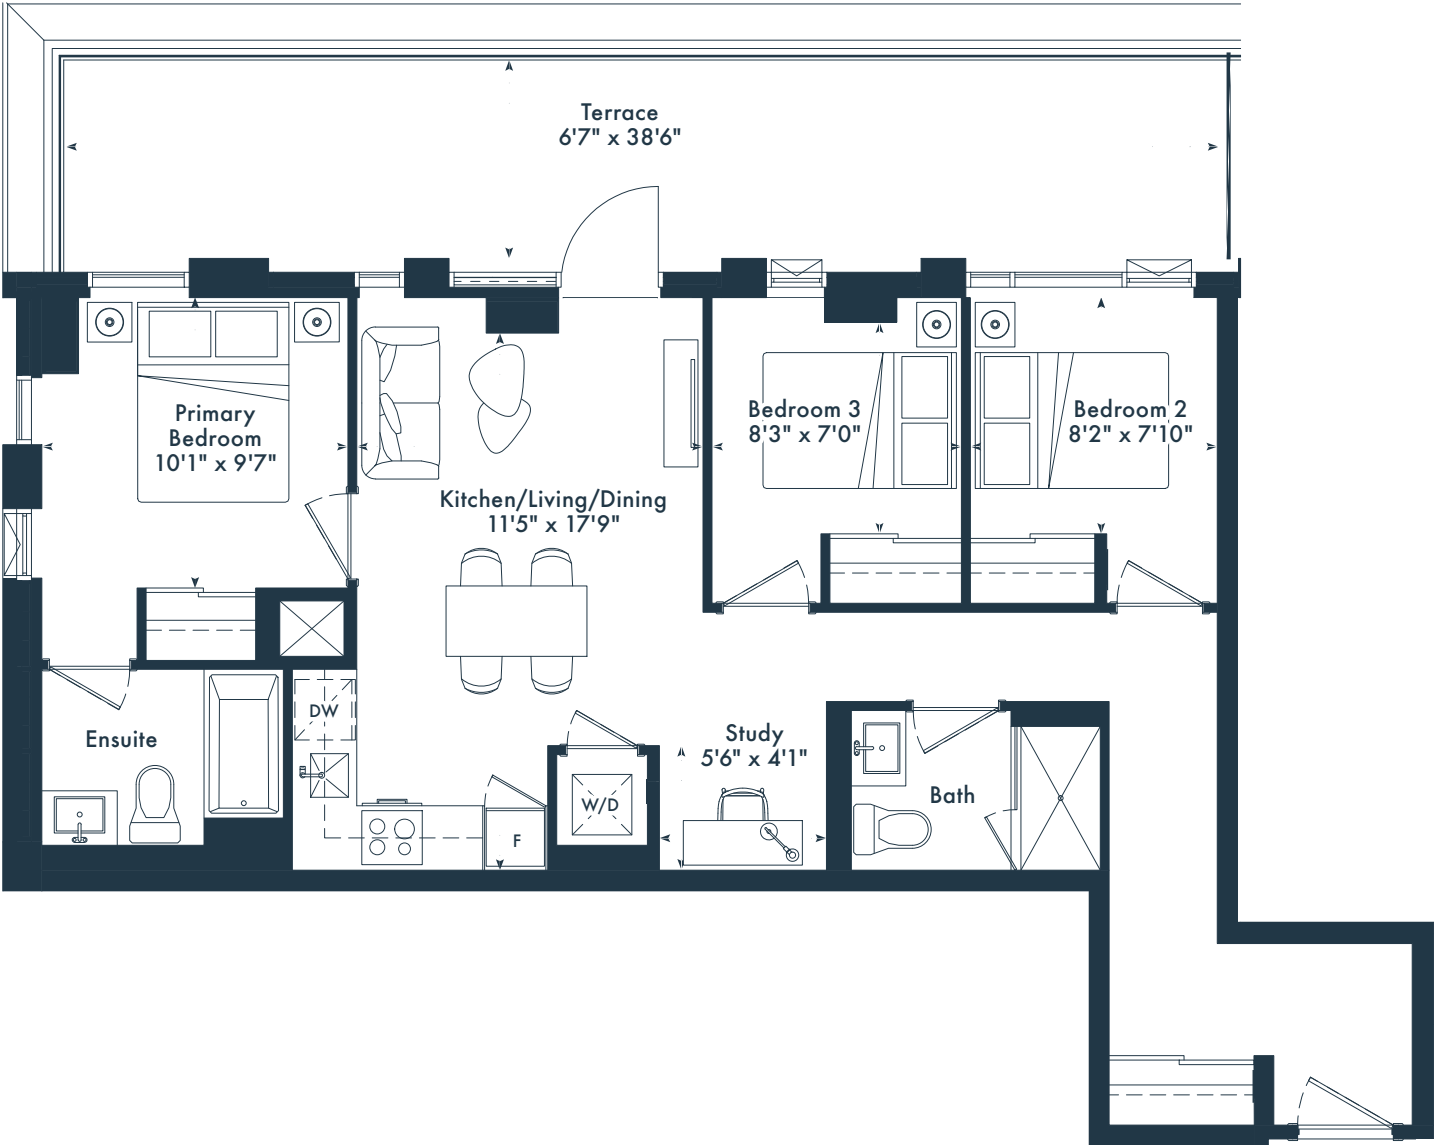 Terrace
6'7" x 38'6"
Primary
Bedroom
10'1" x 9'7"
Kitchen/Living/Dining
11'5" x 17'9"
Bedroom 3
8'3" x 7'0"
Bedroom 2
8'2" x 7'10"
Ensuite
DW
W/D
F
Study
5'6" x 4'1"
Bath